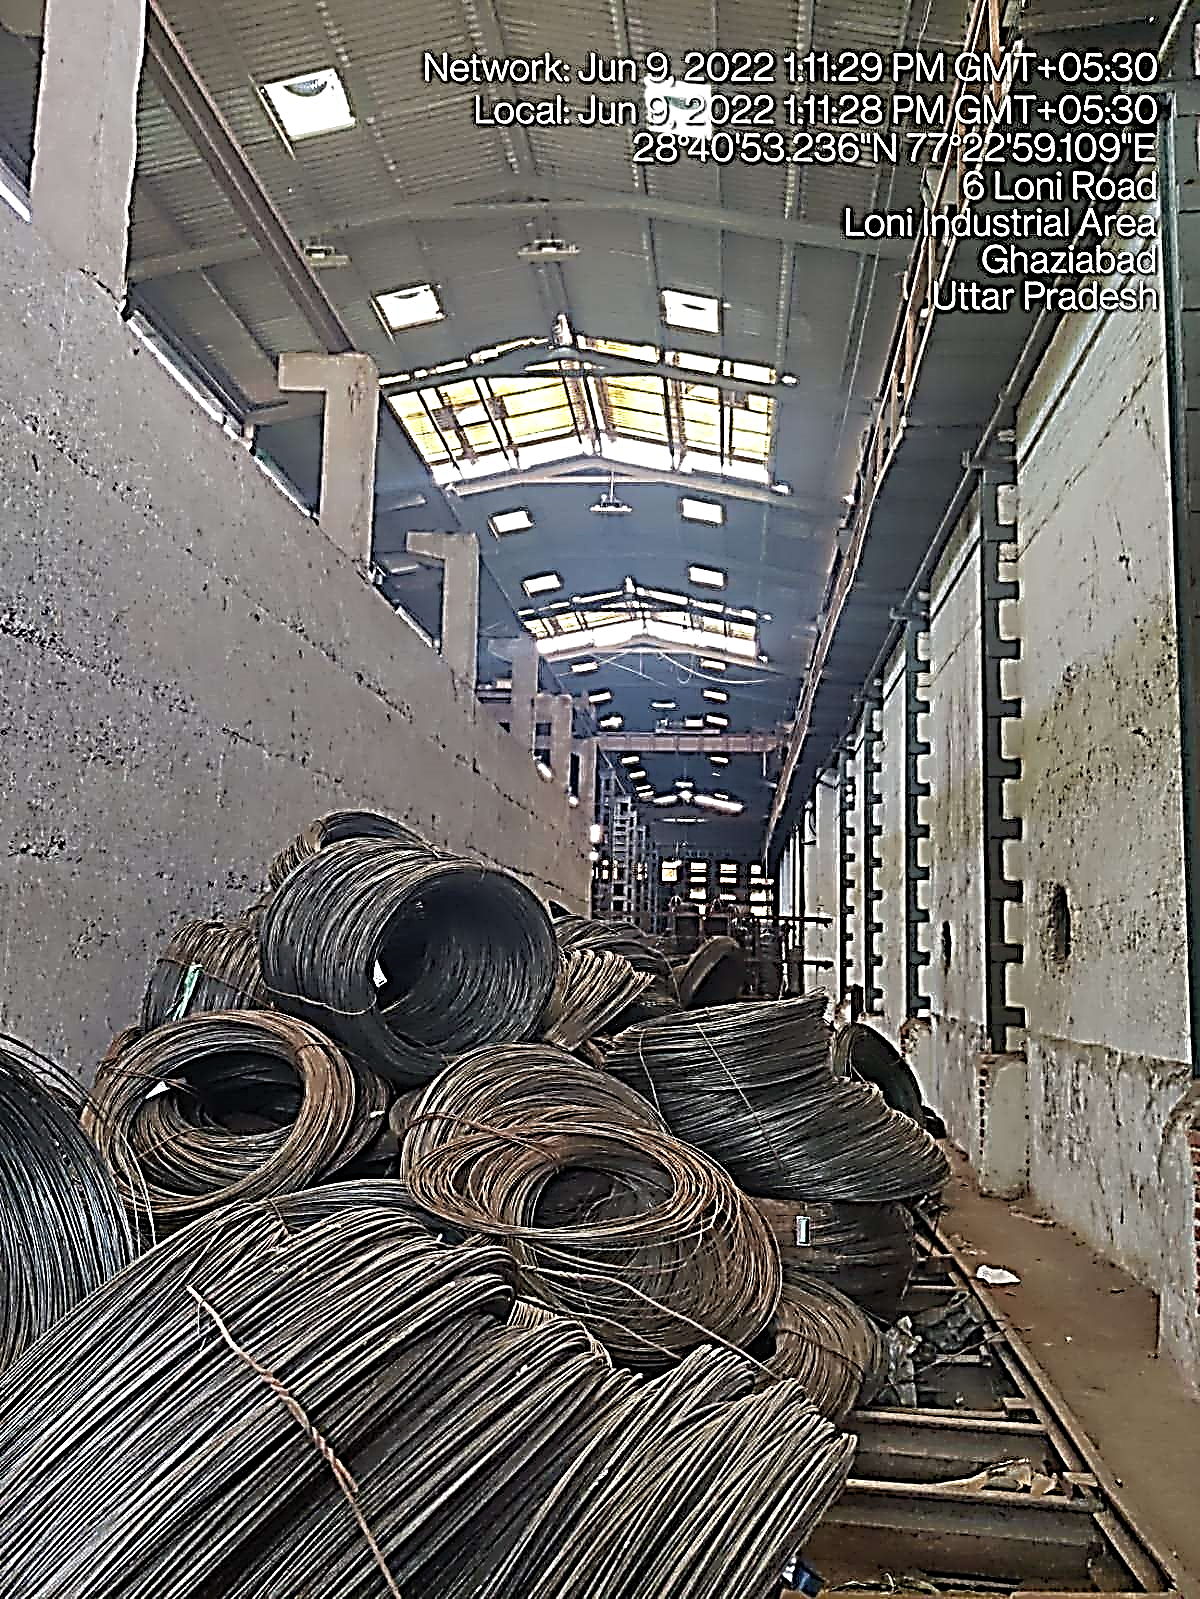 Network: Jun 9, 2022 1:11:29 PM GMT+05:30
Local: Jun 9, 2022 1:11:28 PM GMT+05:30
28°40'53.236"N 77°22'59.109"E
6 Loni Road
Loni Industrial Area
Ghaziabad
Uttar Pradesh